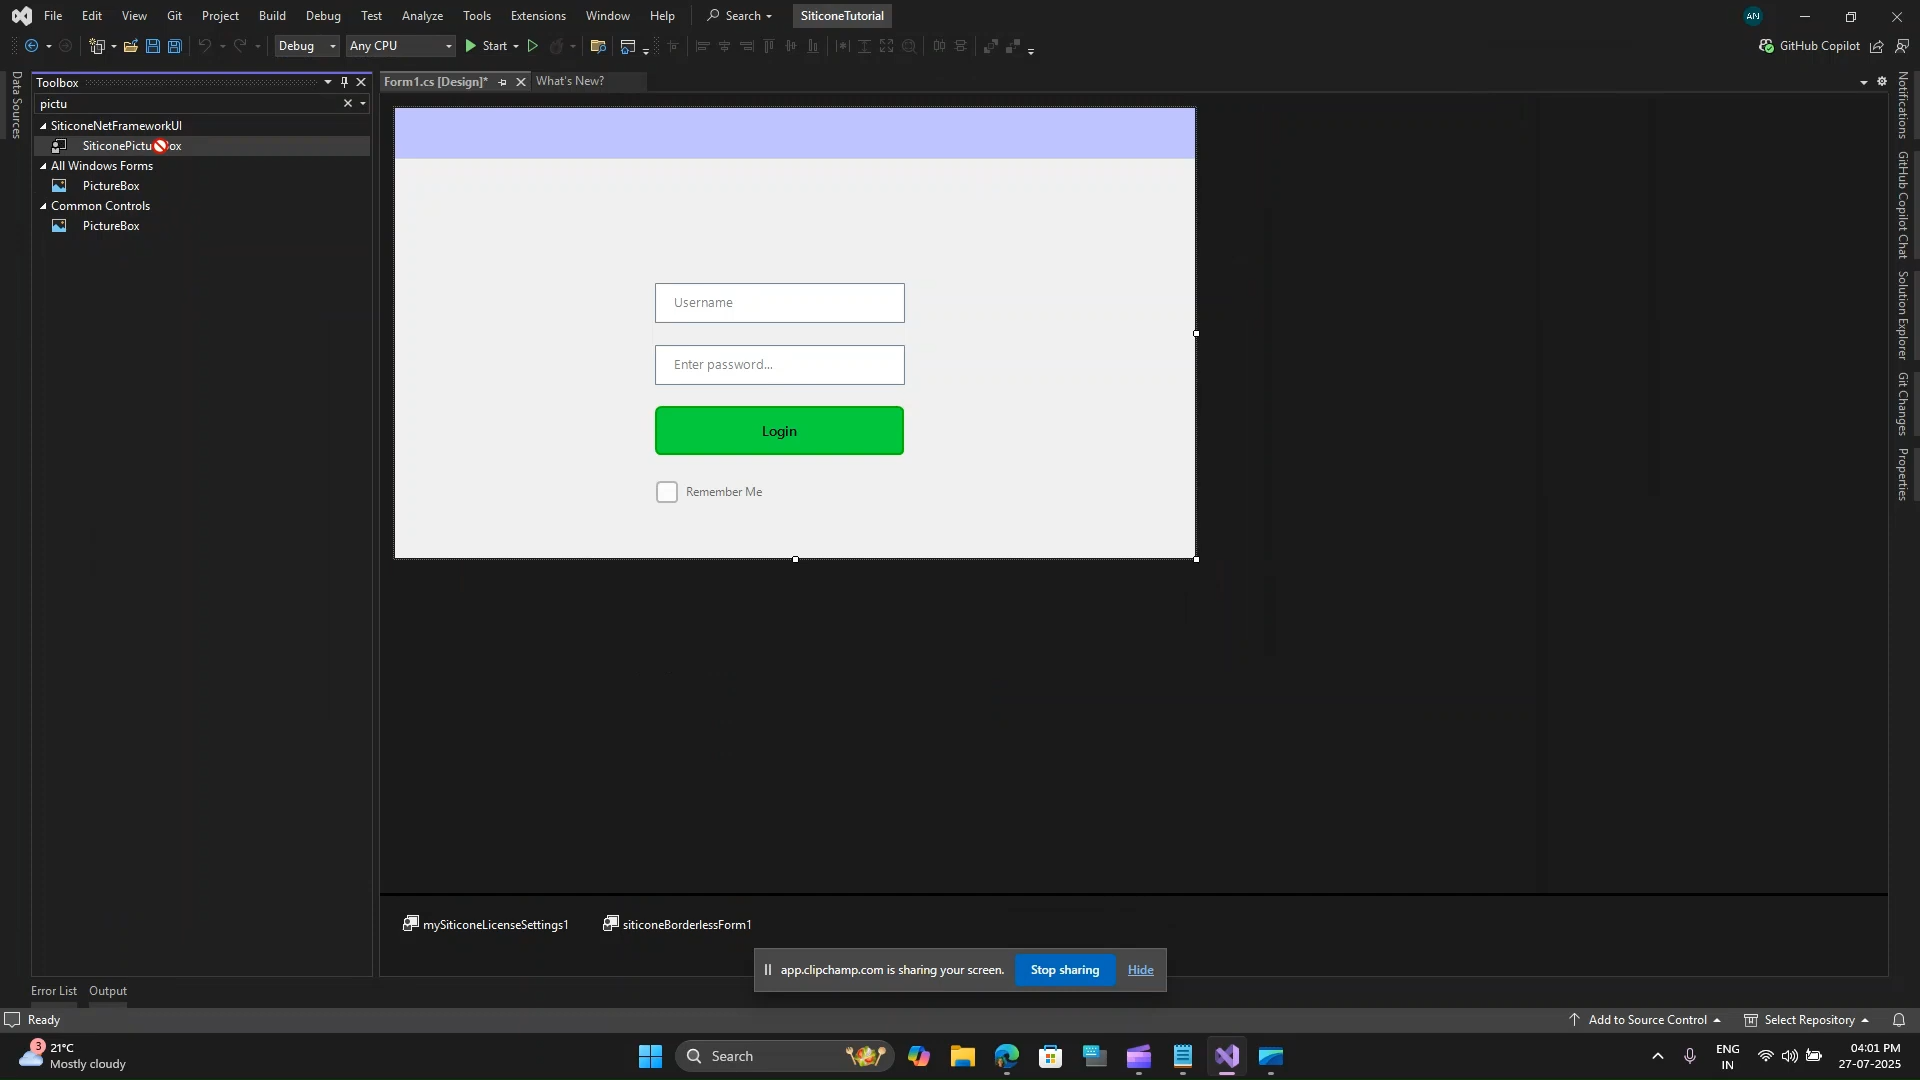 File Edit View Git Project Build Debug Test Analyze Tools Extensions Window Help Search SiticoneTutorial AN
Debug Any CPU Start GitHub Copilot
Data Sources
Toolbox
pictu
SiticoneNetFrameworkUI
All Windows Forms
PictureBox
Common Controls
PictureBox
Form1.cs [Design]* What's New?
Username
Enter password...
Login
Remember Me
Notifications
GitHub Copilot Chat
Solution Explorer
Git Changes
Properties
mySiticoneLicenseSettings1 siticoneBorderlessForm1
app.clipchamp.com is sharing your screen. Stop sharing Hide
Error List Output
Ready Add to Source Control Select Repository
3
21°C
Mostly cloudy
Search
ENG
IN
04:01 PM
27-07-2025